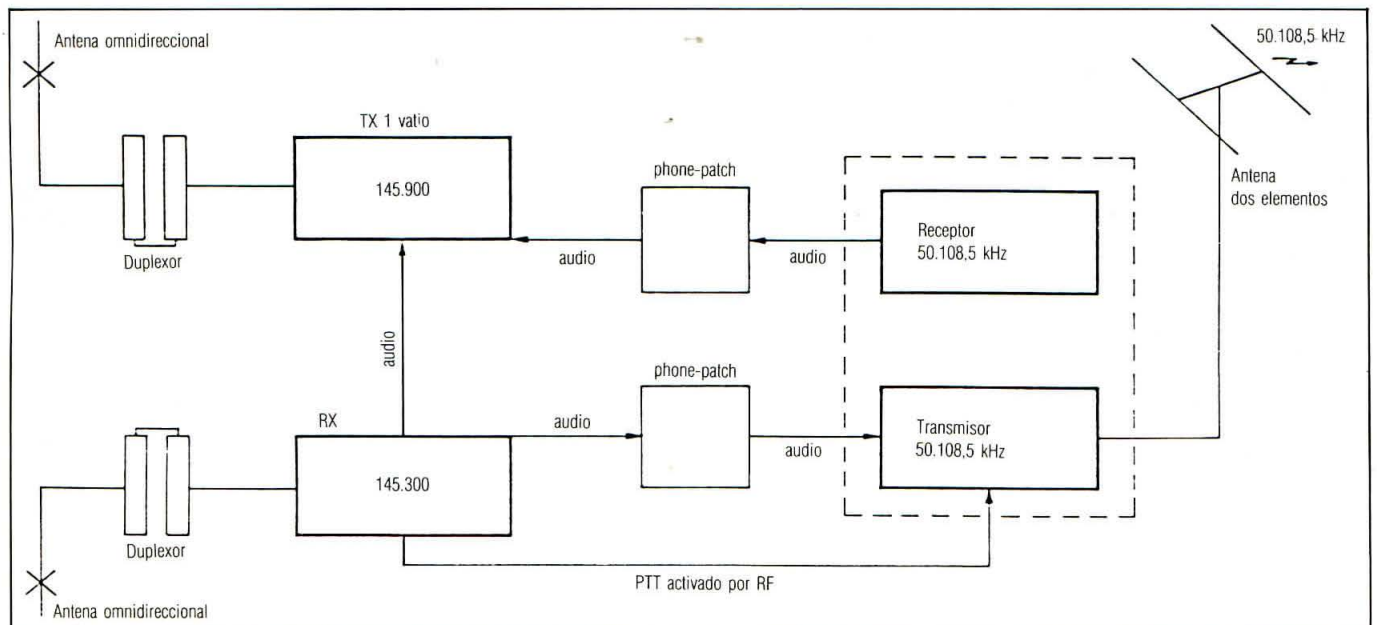 Antena omnidireccional
50.108,5 kHz
TX 1 vatio
145.900
Duplexor
phone-patch
audio
audio
Receptor
50.108,5 kHz
Antena
dos elementos
audio
RX
145.300
Duplexor
audio
phone-patch
audio
Transmisor
50.108,5 kHz
PTT activado por RF
Antena omnidireccional